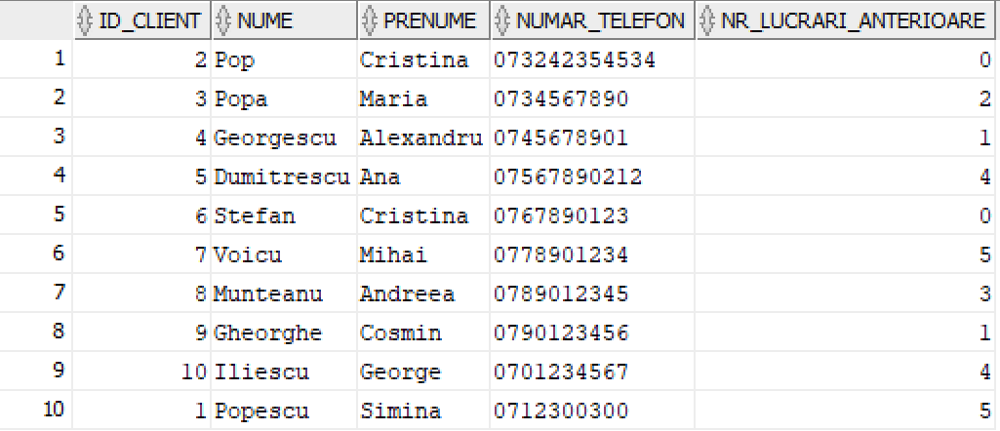 ID_CLIENT NUME PRENUME NUMAR_TELEFON NR_LUCRARI_ANTERIOARE
1 2 Pop Cristina 073242354534 0
2 3 Popa Maria 0734567890 2
3 4 Georgescu Alexandru 0745678901 1
4 5 Dumitrescu Ana 07567890212 4
5 6 Stefan Cristina 0767890123 0
6 7 Voicu Mihai 0778901234 5
7 8 Munteanu Andreea 0789012345 3
8 9 Gheorghe Cosmin 0790123456 1
9 10 Iliescu George 0701234567 4
10 1 Popescu Simina 0712300300 5